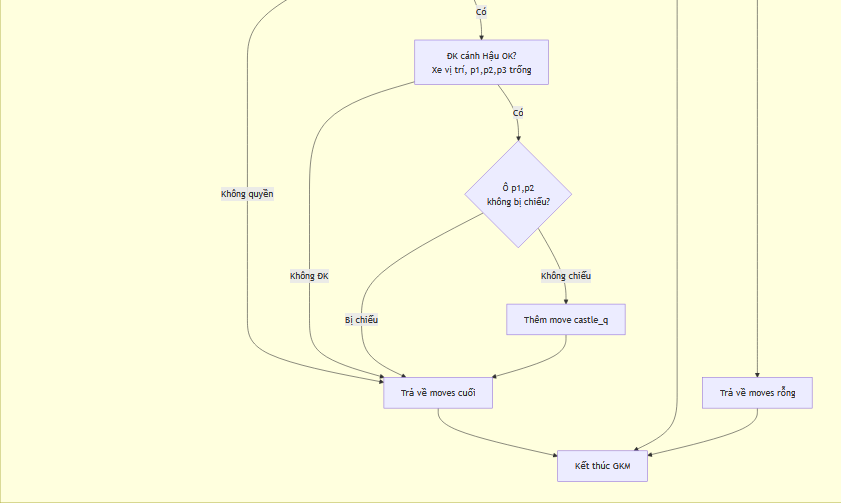 Có
ĐK cánh Hậu OK?
Xe vị trí, p1,p2,p3 trống
Có
Không quyền
Ô p1,p2
không bị chiếu?
Không ĐK
Không chiếu
Bị chiếu
Thêm move castle_q
Trả về moves cuối
Trả về moves rỗng
Kết thúc GKM